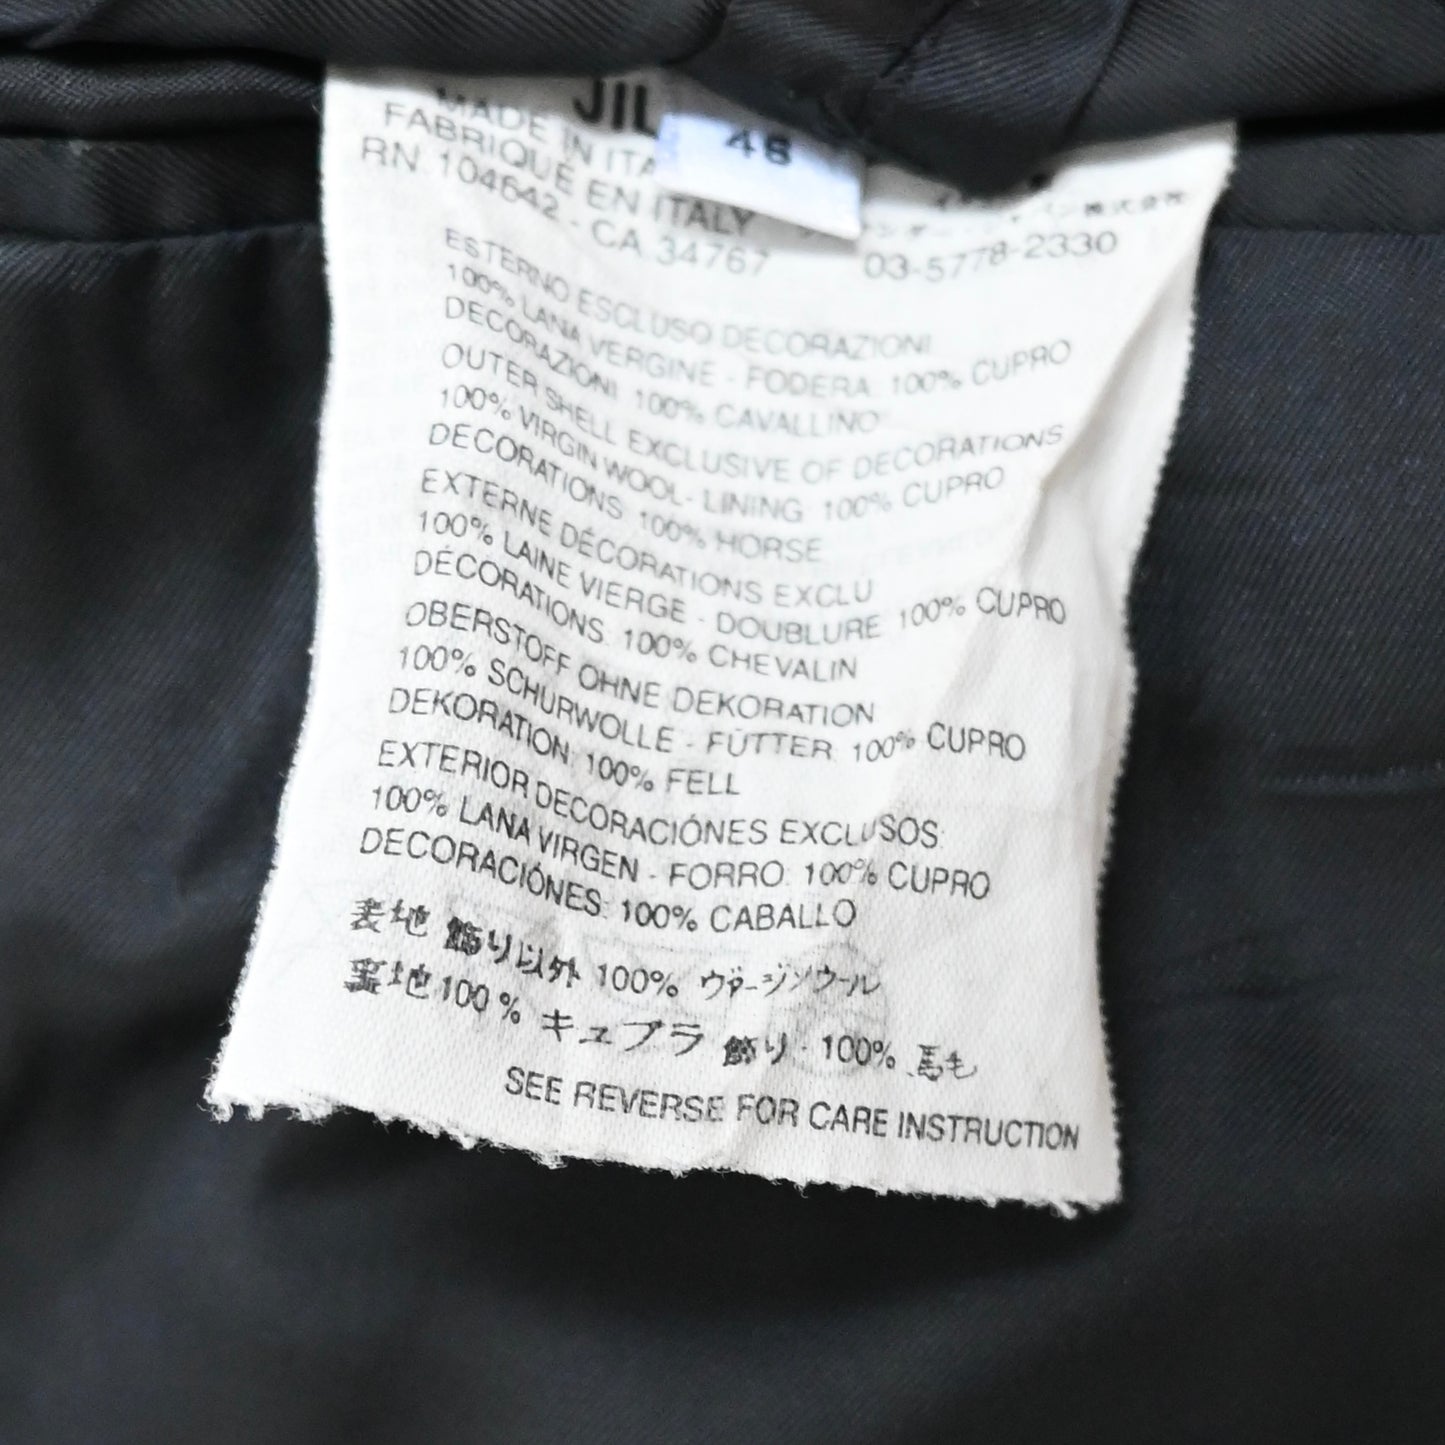 JIL
46
MADE IN ITA
FABRIQUÉ EN ITALY
RN. 104642 - CA 34767
株式会社
03-5778-2330
ESTERNO ESCLUSO DECORAZIONI
100% LANA VERGINE - FODERA: 100% CUPRO
DECORAZIONI: 100% CAVALLINO
OUTER SHELL EXCLUSIVE OF DECORATIONS
100% VIRGIN WOOL - LINING: 100% CUPRO
DECORATIONS: 100% HORSE
EXTERNE DÉCORATIONS EXCLU
100% LAINE VIERGE - DOUBLURE: 100% CUPRO
DÉCORATIONS: 100% CHEVALIN
OBERSTOFF OHNE DEKORATION
100% SCHURWOLLE - FÜTTER: 100% CUPRO
DEKORATION: 100% FELL
EXTERIOR DECORACIÓNES EXCLUSOS:
100% LANA VIRGEN - FORRO: 100% CUPRO
DECORACIÓNES: 100% CABALLO
表地 飾り以外 100% ヴァージンウール
裏地 100% キュプラ 飾り - 100% 馬毛
SEE REVERSE FOR CARE INSTRUCTION